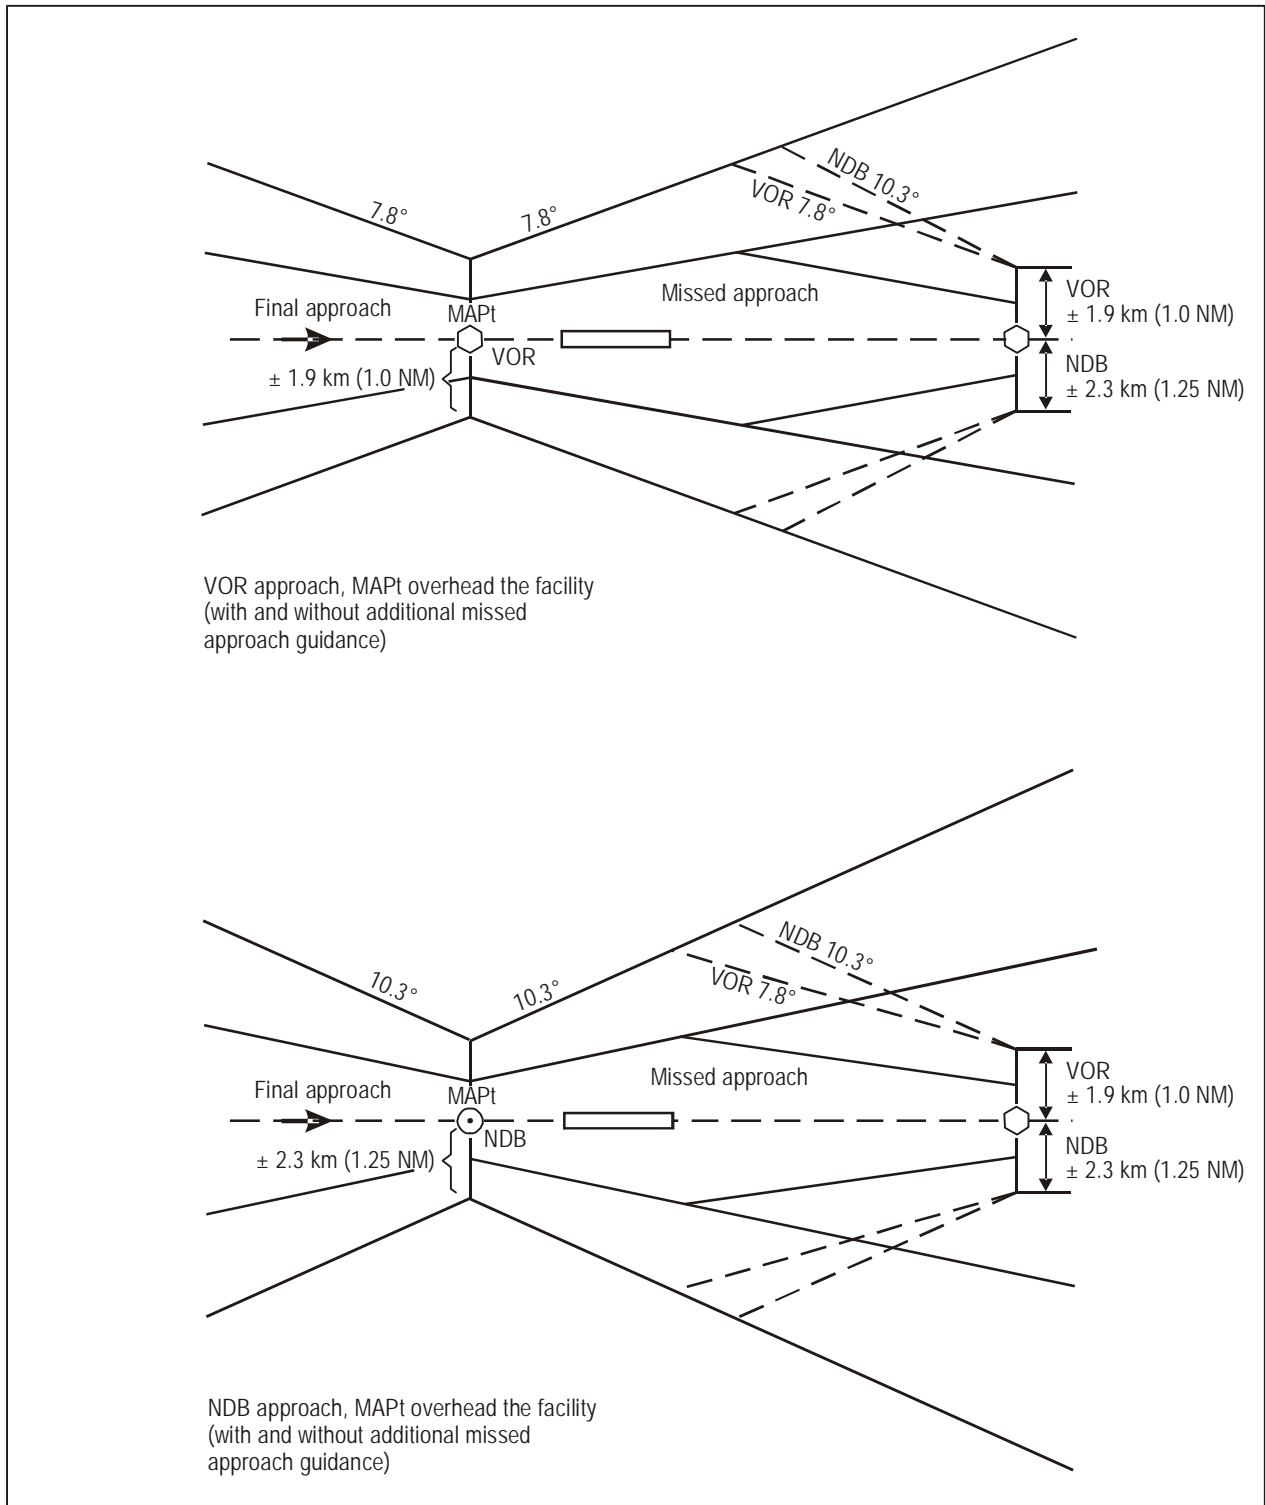 NDB 10.3°
VOR 7.8°
7.8°
7.8°
Final approach
MAPt
VOR
± 1.9 km (1.0 NM)
Missed approach
VOR
± 1.9 km (1.0 NM)
NDB
± 2.3 km (1.25 NM)
VOR approach, MAPt overhead the facility
(with and without additional missed
approach guidance)
NDB 10.3°
VOR 7.8°
10.3°
10.3°
Final approach
MAPt
NDB
± 2.3 km (1.25 NM)
Missed approach
VOR
± 1.9 km (1.0 NM)
NDB
± 2.3 km (1.25 NM)
NDB approach, MAPt overhead the facility
(with and without additional missed
approach guidance)